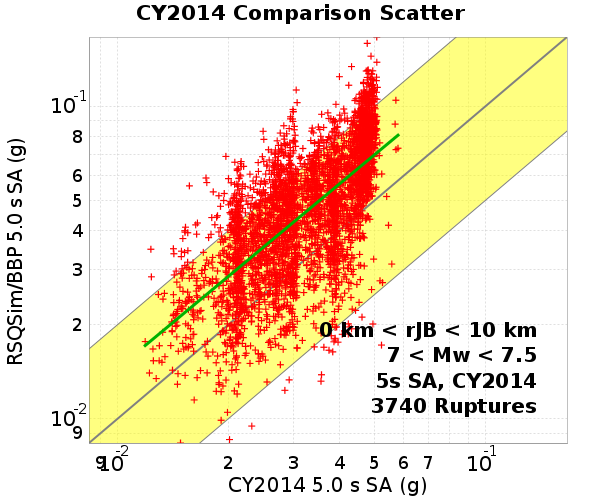 CY2014 Comparison Scatter
RSQSim/BBP 5.0 s SA (g)
10-1
8
6
5
4
3
2
10-2
9
0 km < rJB < 10 km
7 < Mw < 7.5
5s SA, CY2014
3740 Ruptures
9 10-2 2 3 4 5 6 7 10-1
CY2014 5.0 s SA (g)